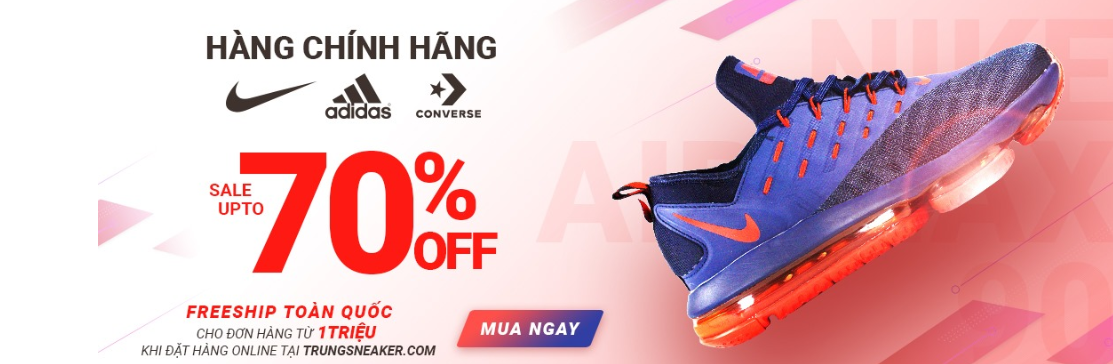 HÀNG CHÍNH HÃNG
adidas
CONVERSE
SALE
UPTO
70%
OFF
FREESHIP TOÀN QUỐC
CHO ĐƠN HÀNG TỪ 1TRIỆU
KHI ĐẶT HÀNG ONLINE TẠI TRUNGSNEAKER.COM
MUA NGAY
NIKE